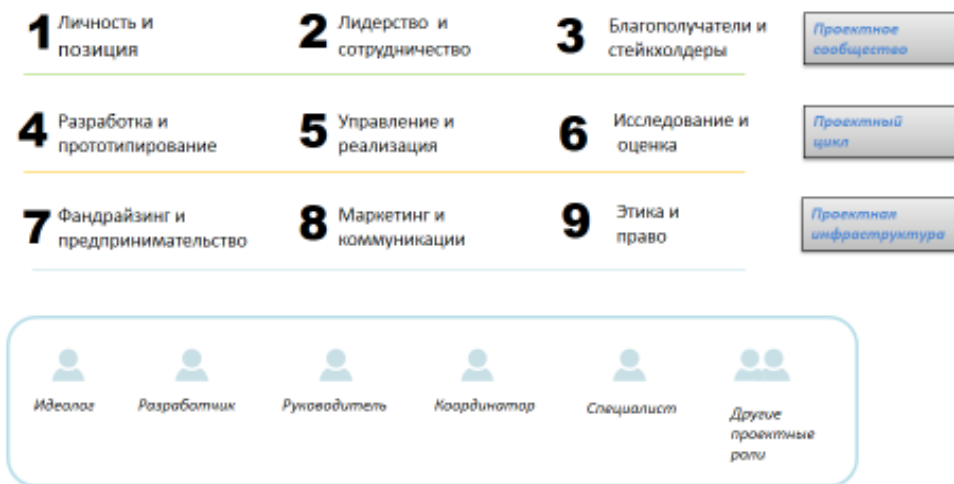 1 Личность и
позиция
2 Лидерство и
сотрудничество
3 Благополучатели и
стейкхолдеры
Проектное
сообщество
4 Разработка и
прототипирование
5 Управление и
реализация
6 Исследование и
оценка
Проектный
цикл
7 Фандрайзинг и
предпринимательство
8 Маркетинг и
коммуникации
9 Этика и
право
Проектная
инфраструктура
Идеолог
Разработчик
Руководитель
Координатор
Специалист
Другие
проектные
роли